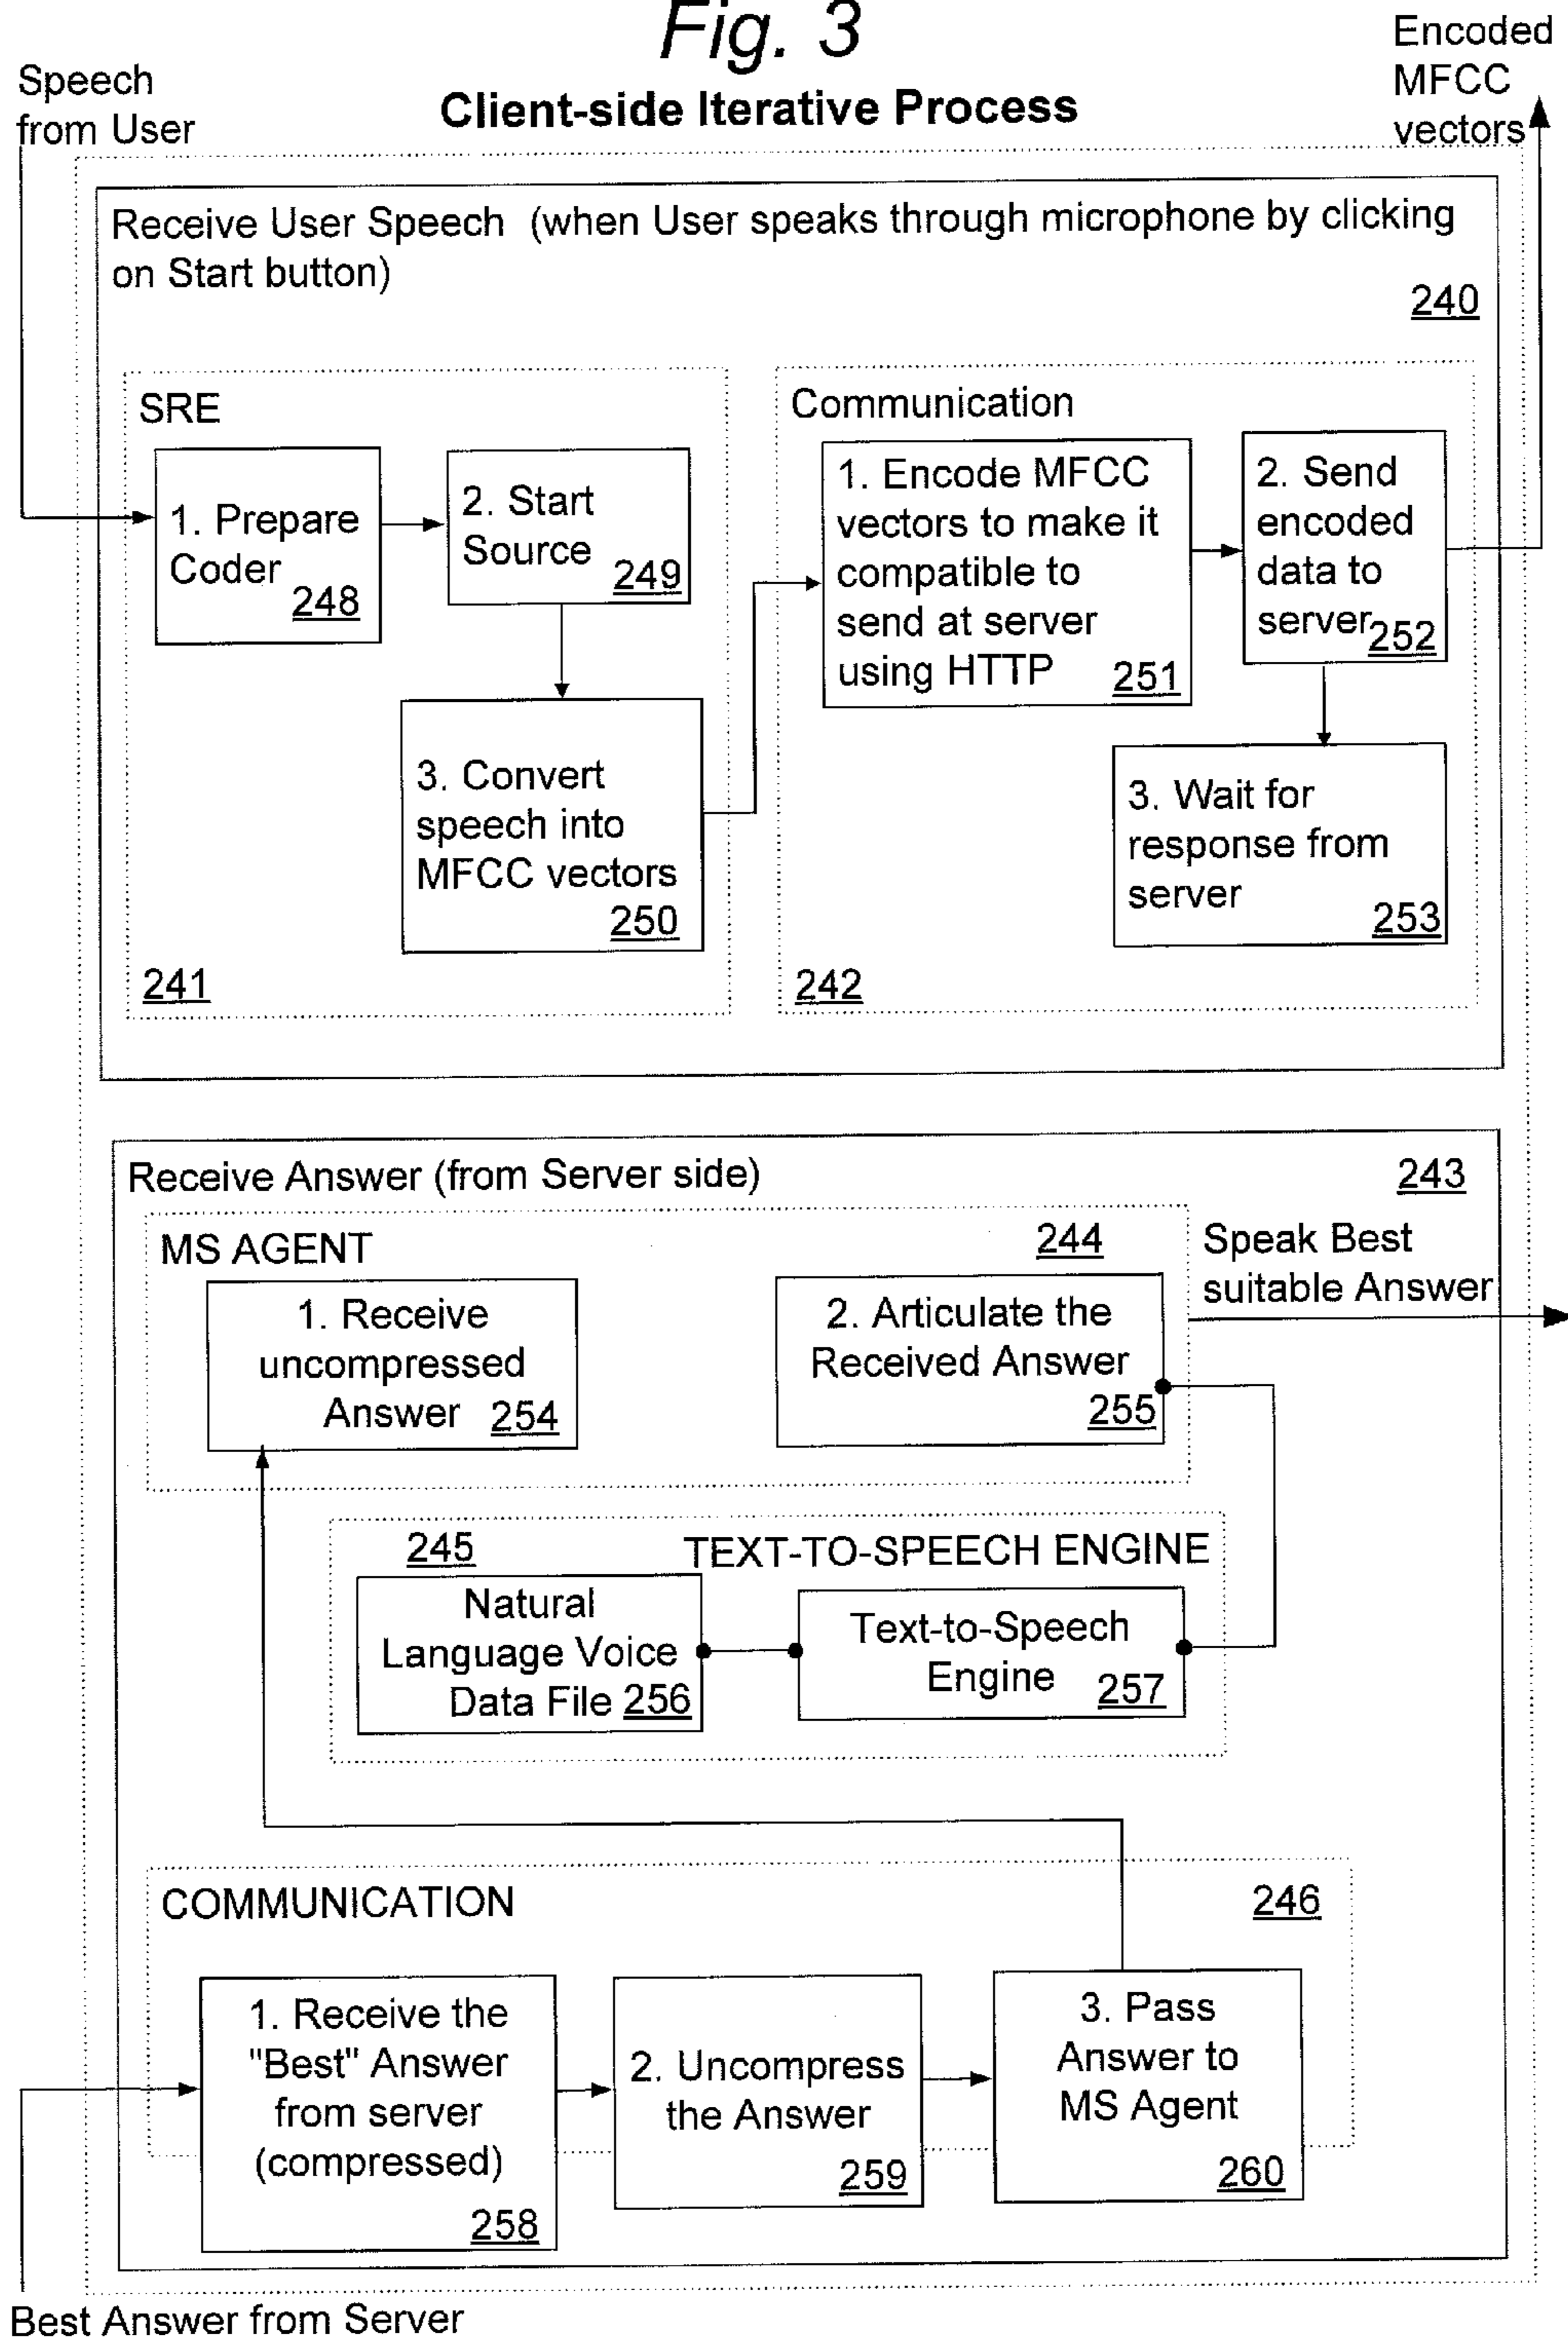 Fig. 3
Client-side Iterative Process
Speech
from User
Encoded
MFCC
vectors
Receive User Speech (when User speaks through microphone by clicking
on Start button)
240
SRE
1. Prepare
Coder
248
2. Start
Source
249
3. Convert
speech into
MFCC vectors
250
241
Communication
1. Encode MFCC
vectors to make it
compatible to
send at server
using HTTP
251
2. Send
encoded
data to
server
252
3. Wait for
response from
server
253
242
Receive Answer (from Server side)
243
MS AGENT
244
1. Receive
uncompressed
Answer 254
2. Articulate the
Received Answer
255
Speak Best
suitable Answer
245
TEXT-TO-SPEECH ENGINE
Natural
Language Voice
Data File 256
Text-to-Speech
Engine
257
COMMUNICATION
246
1. Receive the
"Best" Answer
from server
(compressed)
258
2. Uncompress
the Answer
259
3. Pass
Answer to
MS Agent
260
Best Answer from Server